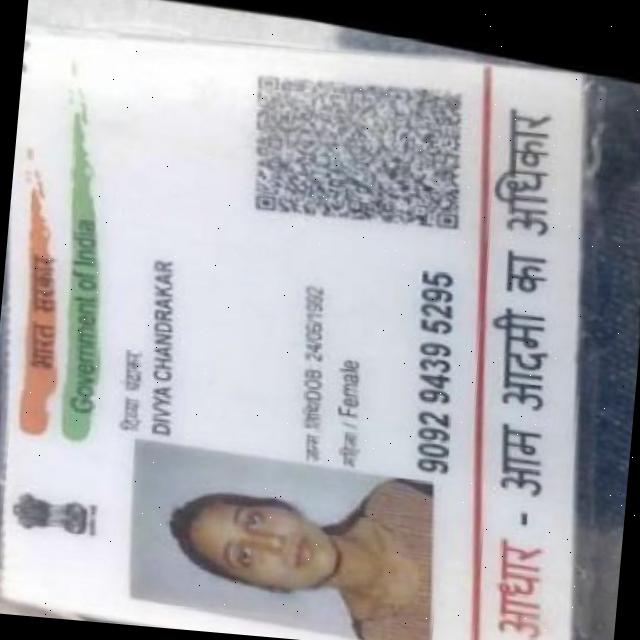 भारत सरकार
Government of India
दिव्या चंद्राकर
DIVYA CHANDRAKAR
जन्म तिथि/DOB 24/06/1992
महिला / Female
9092 9439 5295
आधार - आम आदमी का अधिकार